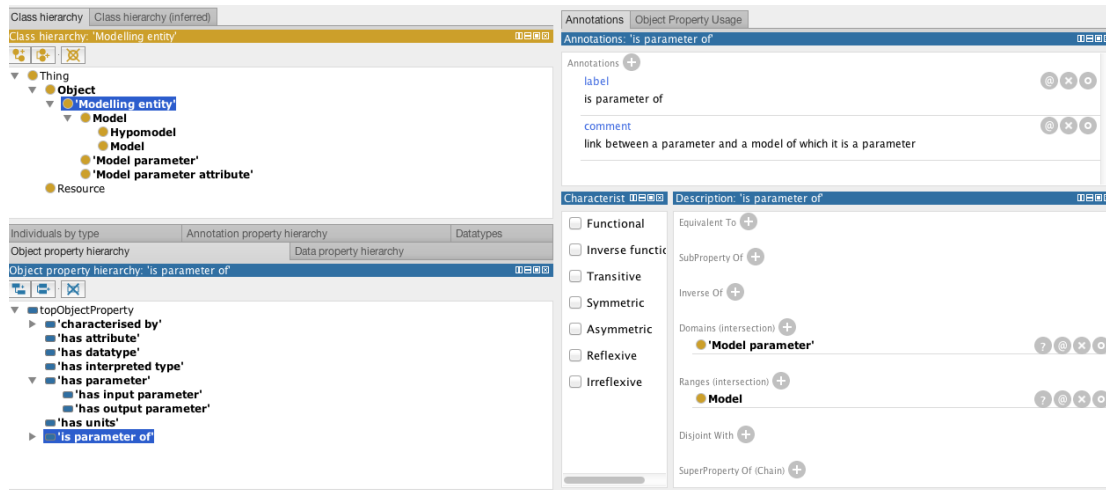 Class hierarchy Class hierarchy (inferred)
Class hierarchy: 'Modelling entity'
Thing
Object
'Modelling entity'
Model
Hypomodel
Model
'Model parameter'
'Model parameter attribute'
Resource
Individuals by type Annotation property hierarchy Datatypes
Object property hierarchy Data property hierarchy
Object property hierarchy: 'is parameter of'
topObjectProperty
'characterised by'
'has attribute'
'has datatype'
'has interpreted type'
'has parameter'
'has input parameter'
'has output parameter'
'has units'
'is parameter of'
Annotations Object Property Usage
Annotations: 'is parameter of'
Annotations
label
is parameter of
comment
link between a parameter and a model of which it is a parameter
Characterist
Functional
Inverse functic
Transitive
Symmetric
Asymmetric
Reflexive
Irreflexive
Description: 'is parameter of'
Equivalent To
SubProperty Of
Inverse Of
Domains (intersection)
'Model parameter'
Ranges (intersection)
Model
Disjoint With
SuperProperty Of (Chain)